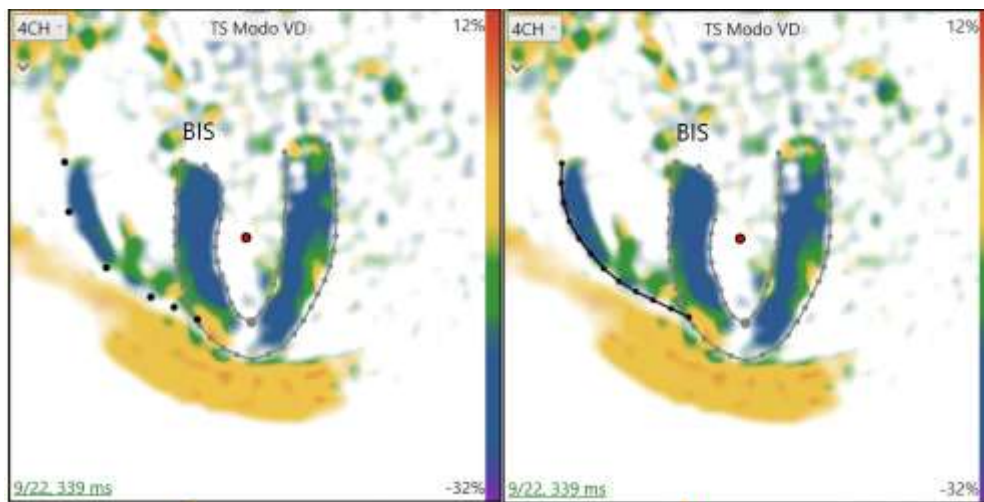 4CH
TS Modo VD
12%
BIS
9/22, 339 ms
-32%
4CH
TS Modo VD
12%
BIS
9/22, 339 ms
-32%